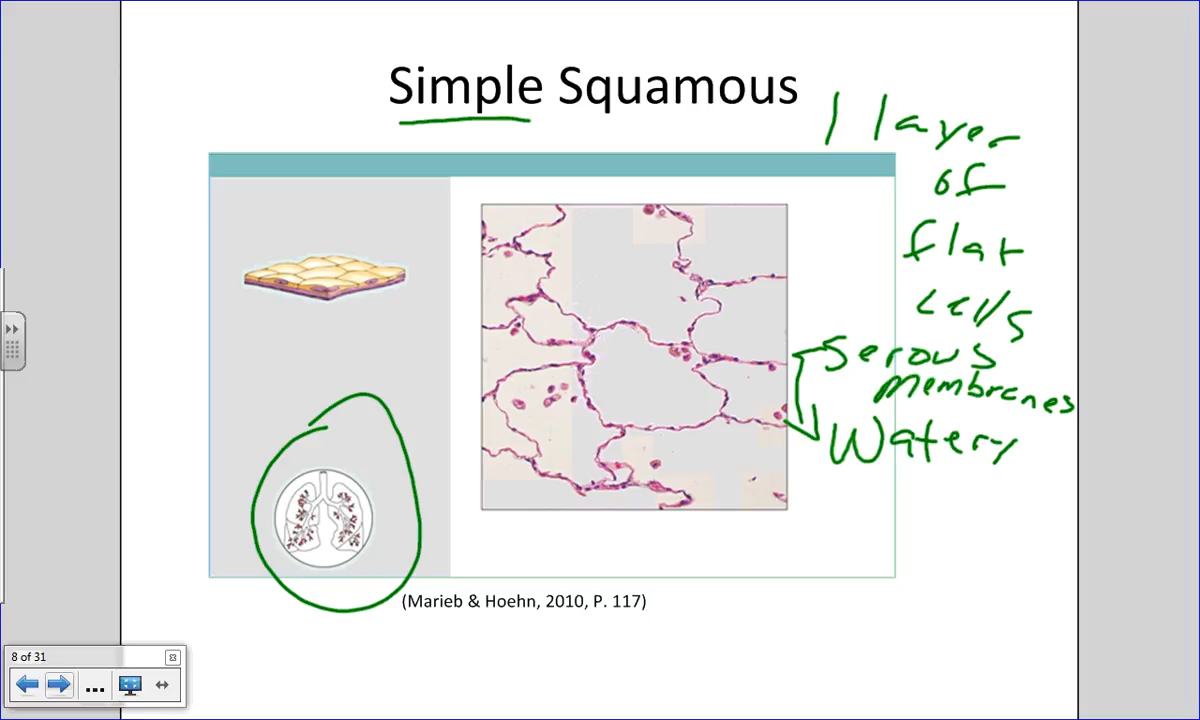 Simple Squamous
1 layer
of
flat
cells
Serous
membranes
Watery
(Marieb & Hoehn, 2010, P. 117)
8 of 31
...